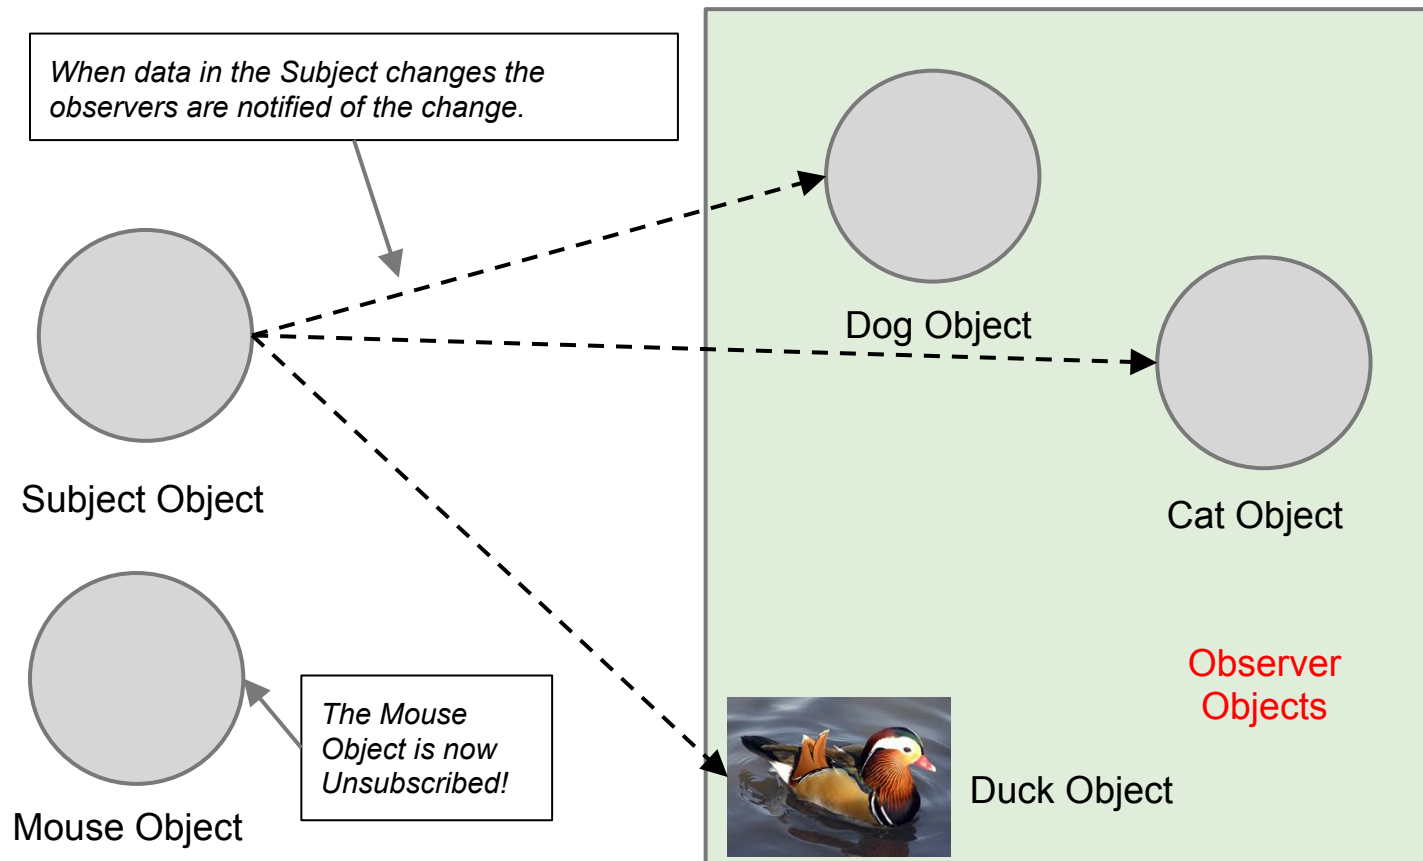 When data in the Subject changes the
observers are notified of the change.
Dog Object
Subject Object
Cat Object
Observer
Objects
The Mouse
Object is now
Unsubscribed!
Duck Object
Mouse Object